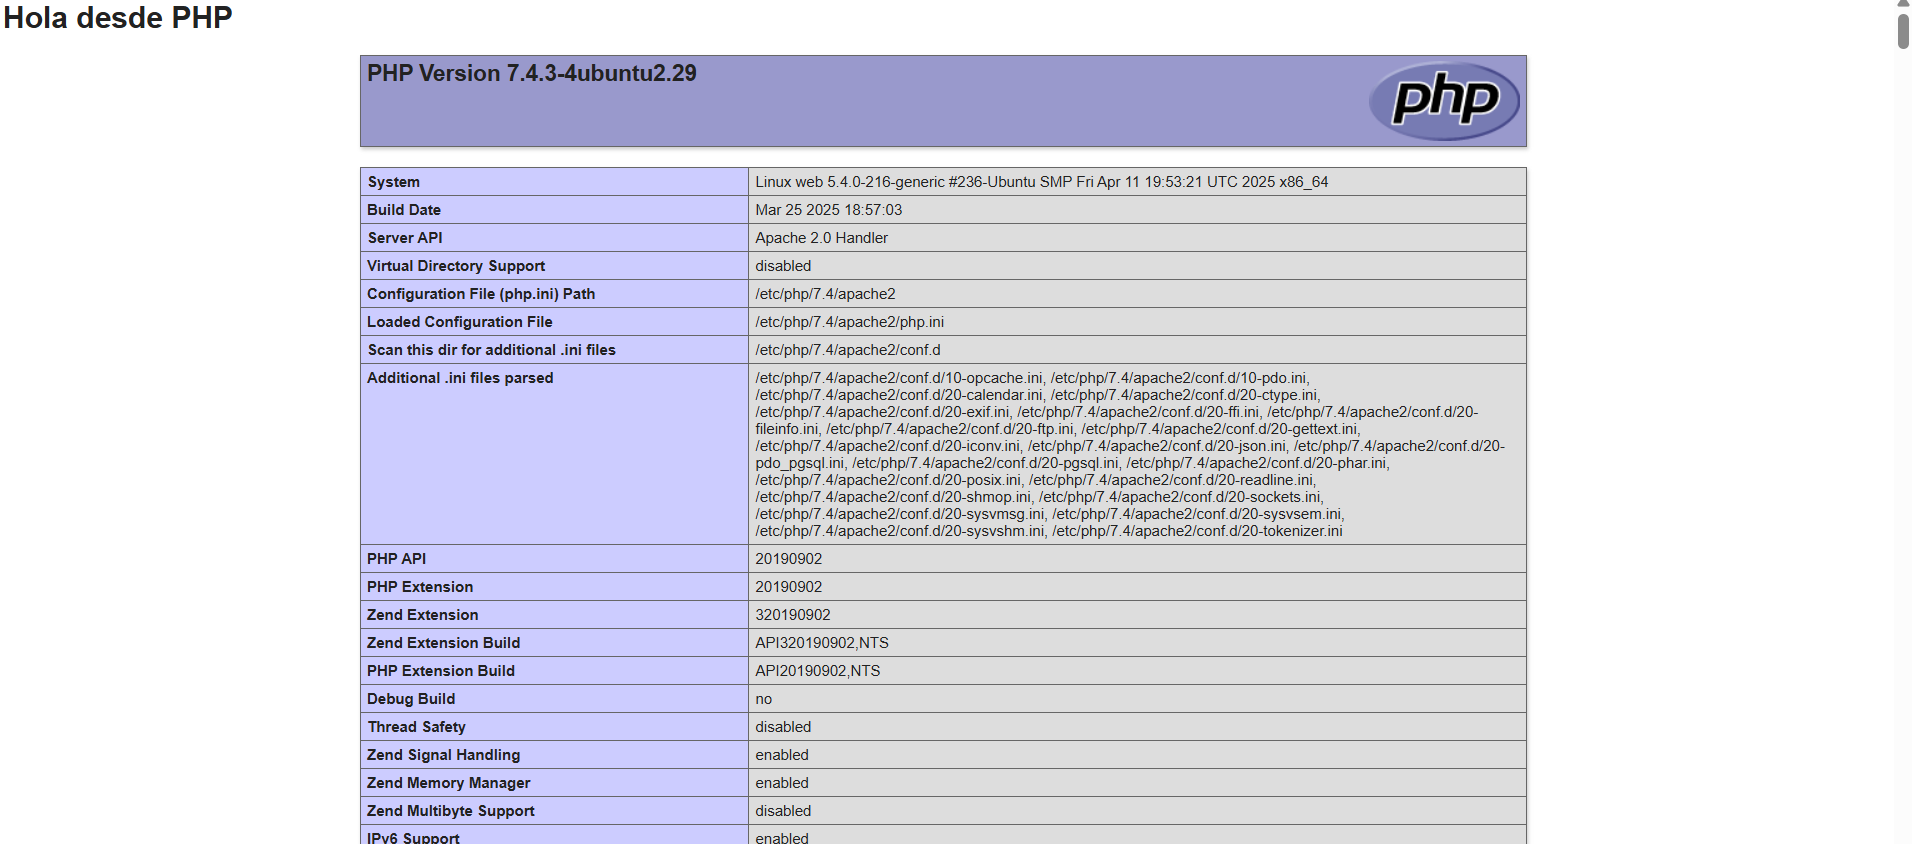 Hola desde PHP
PHP Version 7.4.3-4ubuntu2.29
php
System Linux web 5.4.0-216-generic #236-Ubuntu SMP Fri Apr 11 19:53:21 UTC 2025 x86_64
Build Date Mar 25 2025 18:57:03
Server API Apache 2.0 Handler
Virtual Directory Support disabled
Configuration File (php.ini) Path /etc/php/7.4/apache2
Loaded Configuration File /etc/php/7.4/apache2/php.ini
Scan this dir for additional .ini files /etc/php/7.4/apache2/conf.d
Additional .ini files parsed /etc/php/7.4/apache2/conf.d/10-opcache.ini, /etc/php/7.4/apache2/conf.d/10-pdo.ini,
/etc/php/7.4/apache2/conf.d/20-calendar.ini, /etc/php/7.4/apache2/conf.d/20-ctype.ini,
/etc/php/7.4/apache2/conf.d/20-exif.ini, /etc/php/7.4/apache2/conf.d/20-ffi.ini, /etc/php/7.4/apache2/conf.d/20-
fileinfo.ini, /etc/php/7.4/apache2/conf.d/20-ftp.ini, /etc/php/7.4/apache2/conf.d/20-gettext.ini,
/etc/php/7.4/apache2/conf.d/20-iconv.ini, /etc/php/7.4/apache2/conf.d/20-json.ini, /etc/php/7.4/apache2/conf.d/20-
pdo_pgsql.ini, /etc/php/7.4/apache2/conf.d/20-pgsql.ini, /etc/php/7.4/apache2/conf.d/20-phar.ini,
/etc/php/7.4/apache2/conf.d/20-posix.ini, /etc/php/7.4/apache2/conf.d/20-readline.ini,
/etc/php/7.4/apache2/conf.d/20-shmop.ini, /etc/php/7.4/apache2/conf.d/20-sockets.ini,
/etc/php/7.4/apache2/conf.d/20-sysvmsg.ini, /etc/php/7.4/apache2/conf.d/20-sysvsem.ini,
/etc/php/7.4/apache2/conf.d/20-sysvshm.ini, /etc/php/7.4/apache2/conf.d/20-tokenizer.ini
PHP API 20190902
PHP Extension 20190902
Zend Extension 320190902
Zend Extension Build API320190902,NTS
PHP Extension Build API20190902,NTS
Debug Build no
Thread Safety disabled
Zend Signal Handling enabled
Zend Memory Manager enabled
Zend Multibyte Support disabled
IPv6 Support enabled